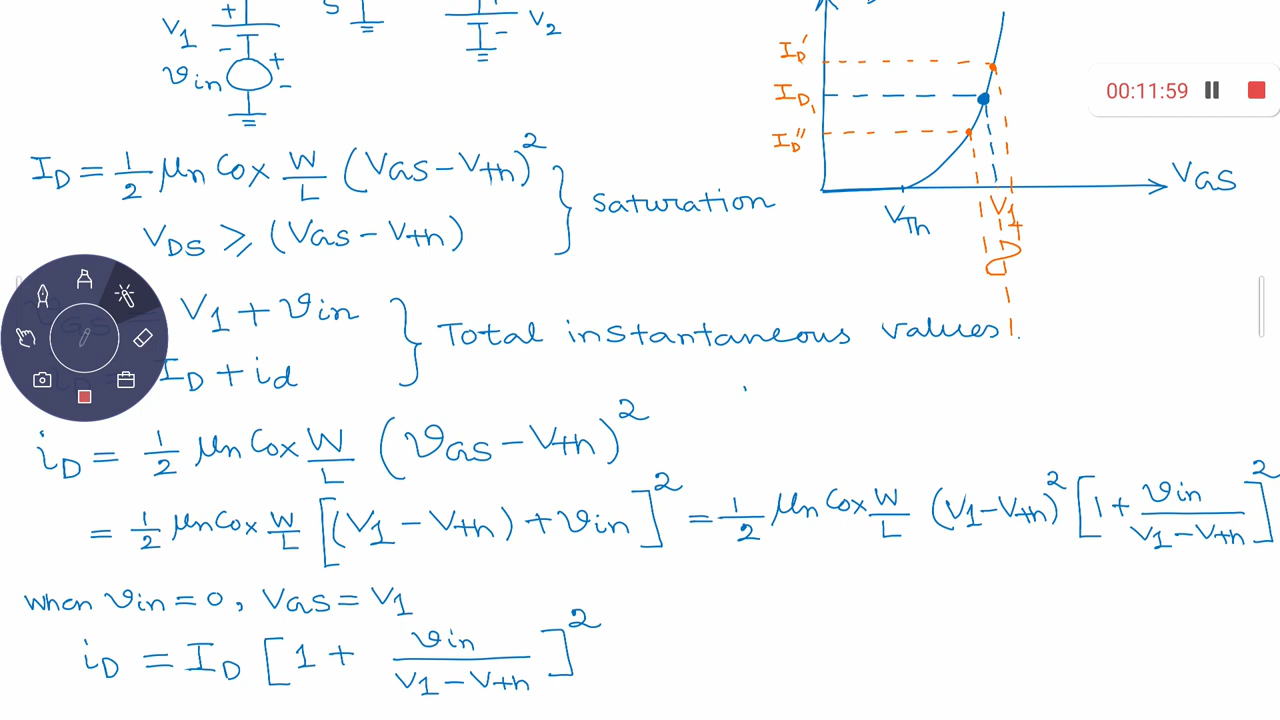 +
V1
-
S
-
V2
vin
+
-
ID'
ID1
ID''
00:11:59
VGS
VTh
V1
ID = 1/2 μn Cox W/L (VGS - Vth)^2
VDS ≥ (VGS - Vth)
} Saturation
V1 + vin
ID + id
} Total instantaneous values!
iD = 1/2 μn Cox W/L (vGS - Vth)^2
= 1/2 μn Cox W/L [(V1 - Vth) + vin]^2 = 1/2 μn Cox W/L (V1 - Vth)^2 [1 + vin/(V1 - Vth)]^2
when vin = 0, VGS = V1
iD = ID [1 + vin/(V1 - Vth)]^2